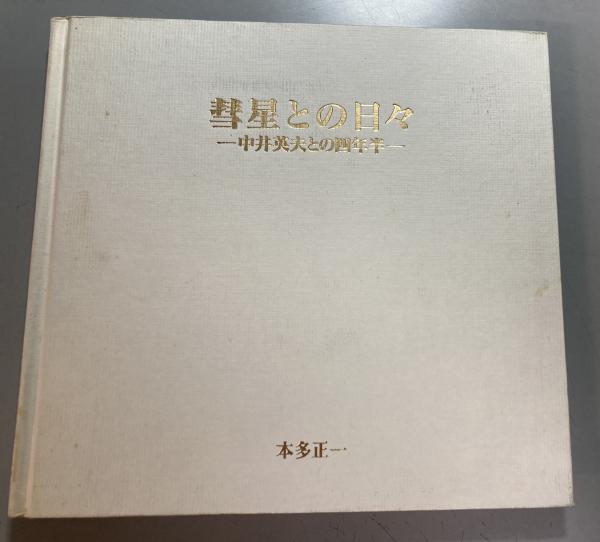 彗星との日々
—中井英夫との四年半—
本多正一